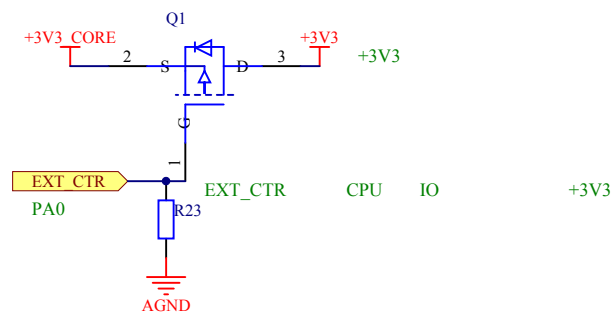 Q1
+3V3_CORE 2 S D 3 +3V3 +3V3
G
1
EXT_CTR EXT_CTR CPU IO +3V3
PA0 R23
AGND